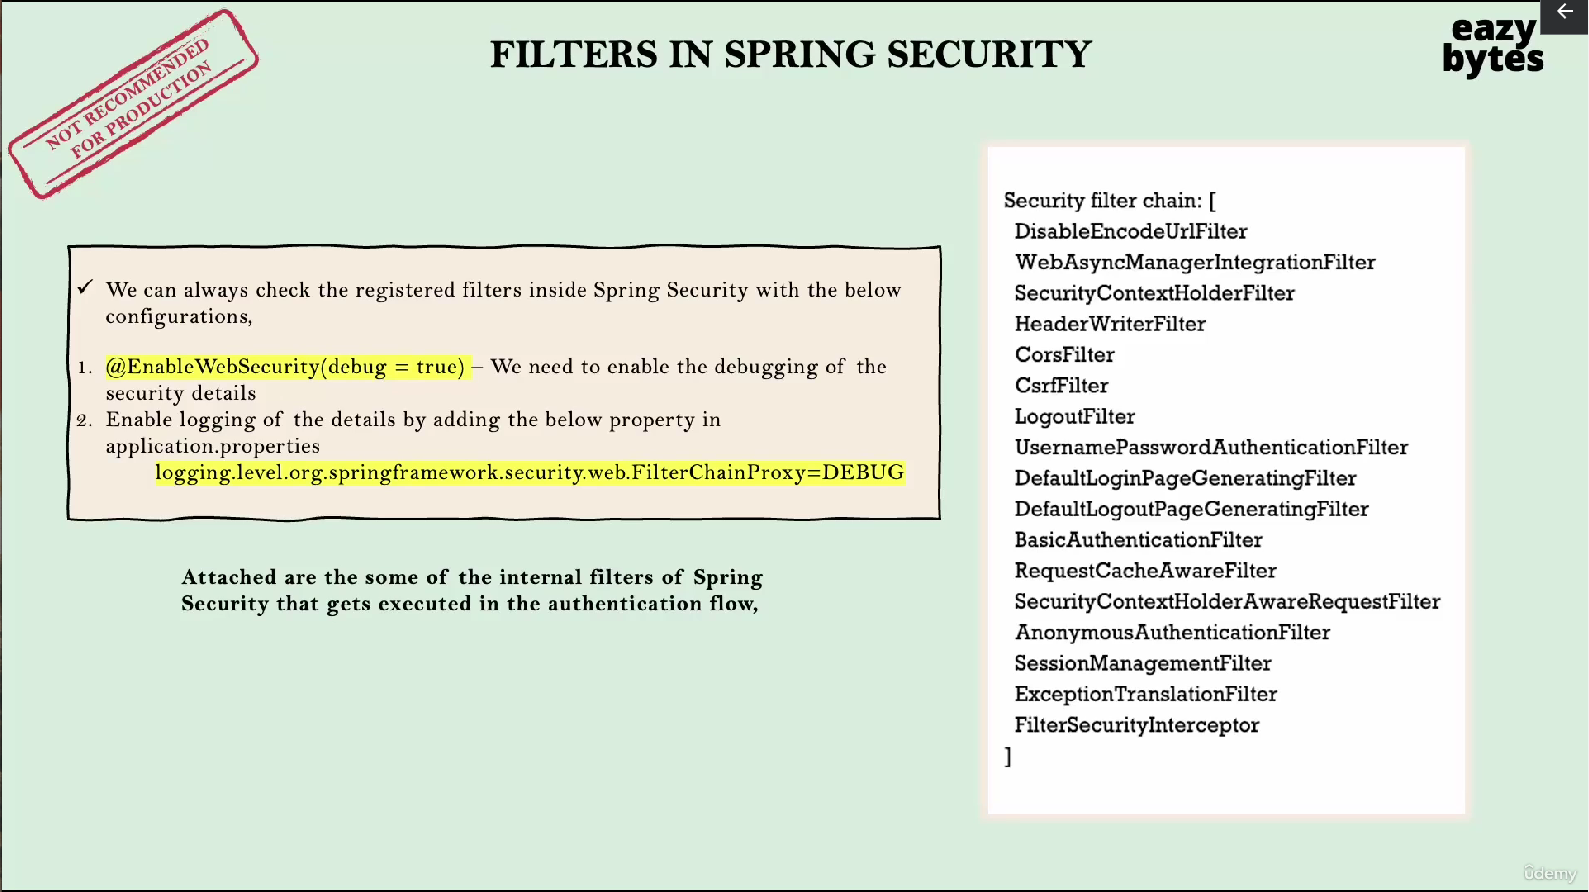 NOT RECOMMENDED
FOR PRODUCTION
FILTERS IN SPRING SECURITY
eazy
bytes
✓ We can always check the registered filters inside Spring Security with the below
configurations,
1. @EnableWebSecurity(debug = true) – We need to enable the debugging of the
security details
2. Enable logging of the details by adding the below property in
application.properties
logging.level.org.springframework.security.web.FilterChainProxy=DEBUG
Attached are the some of the internal filters of Spring
Security that gets executed in the authentication flow,
Security filter chain: [
DisableEncodeUrlFilter
WebAsyncManagerIntegrationFilter
SecurityContextHolderFilter
HeaderWriterFilter
CorsFilter
CsrfFilter
LogoutFilter
UsernamePasswordAuthenticationFilter
DefaultLoginPageGeneratingFilter
DefaultLogoutPageGeneratingFilter
BasicAuthenticationFilter
RequestCacheAwareFilter
SecurityContextHolderAwareRequestFilter
AnonymousAuthenticationFilter
SessionManagementFilter
ExceptionTranslationFilter
FilterSecurityInterceptor
]
ûdemy